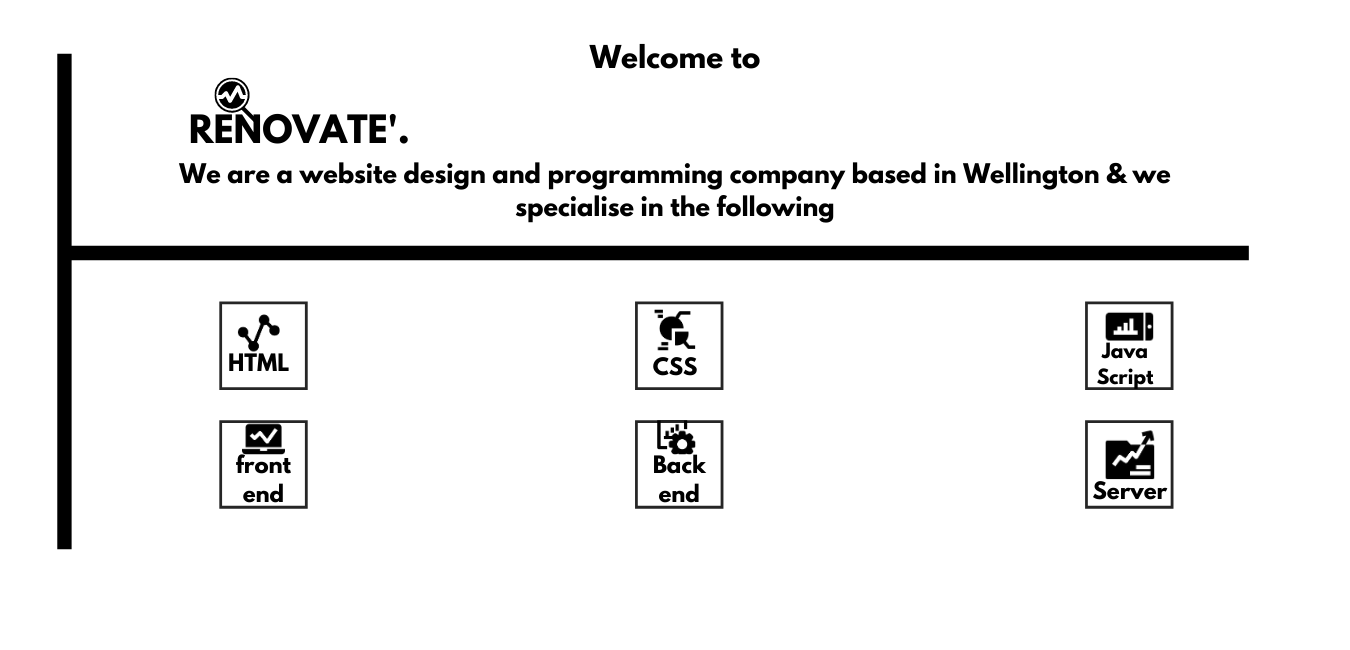 Welcome to
RENOVATE'.
We are a website design and programming company based in Wellington & we
specialise in the following
HTML
CSS
Java
Script
front
end
Back
end
Server